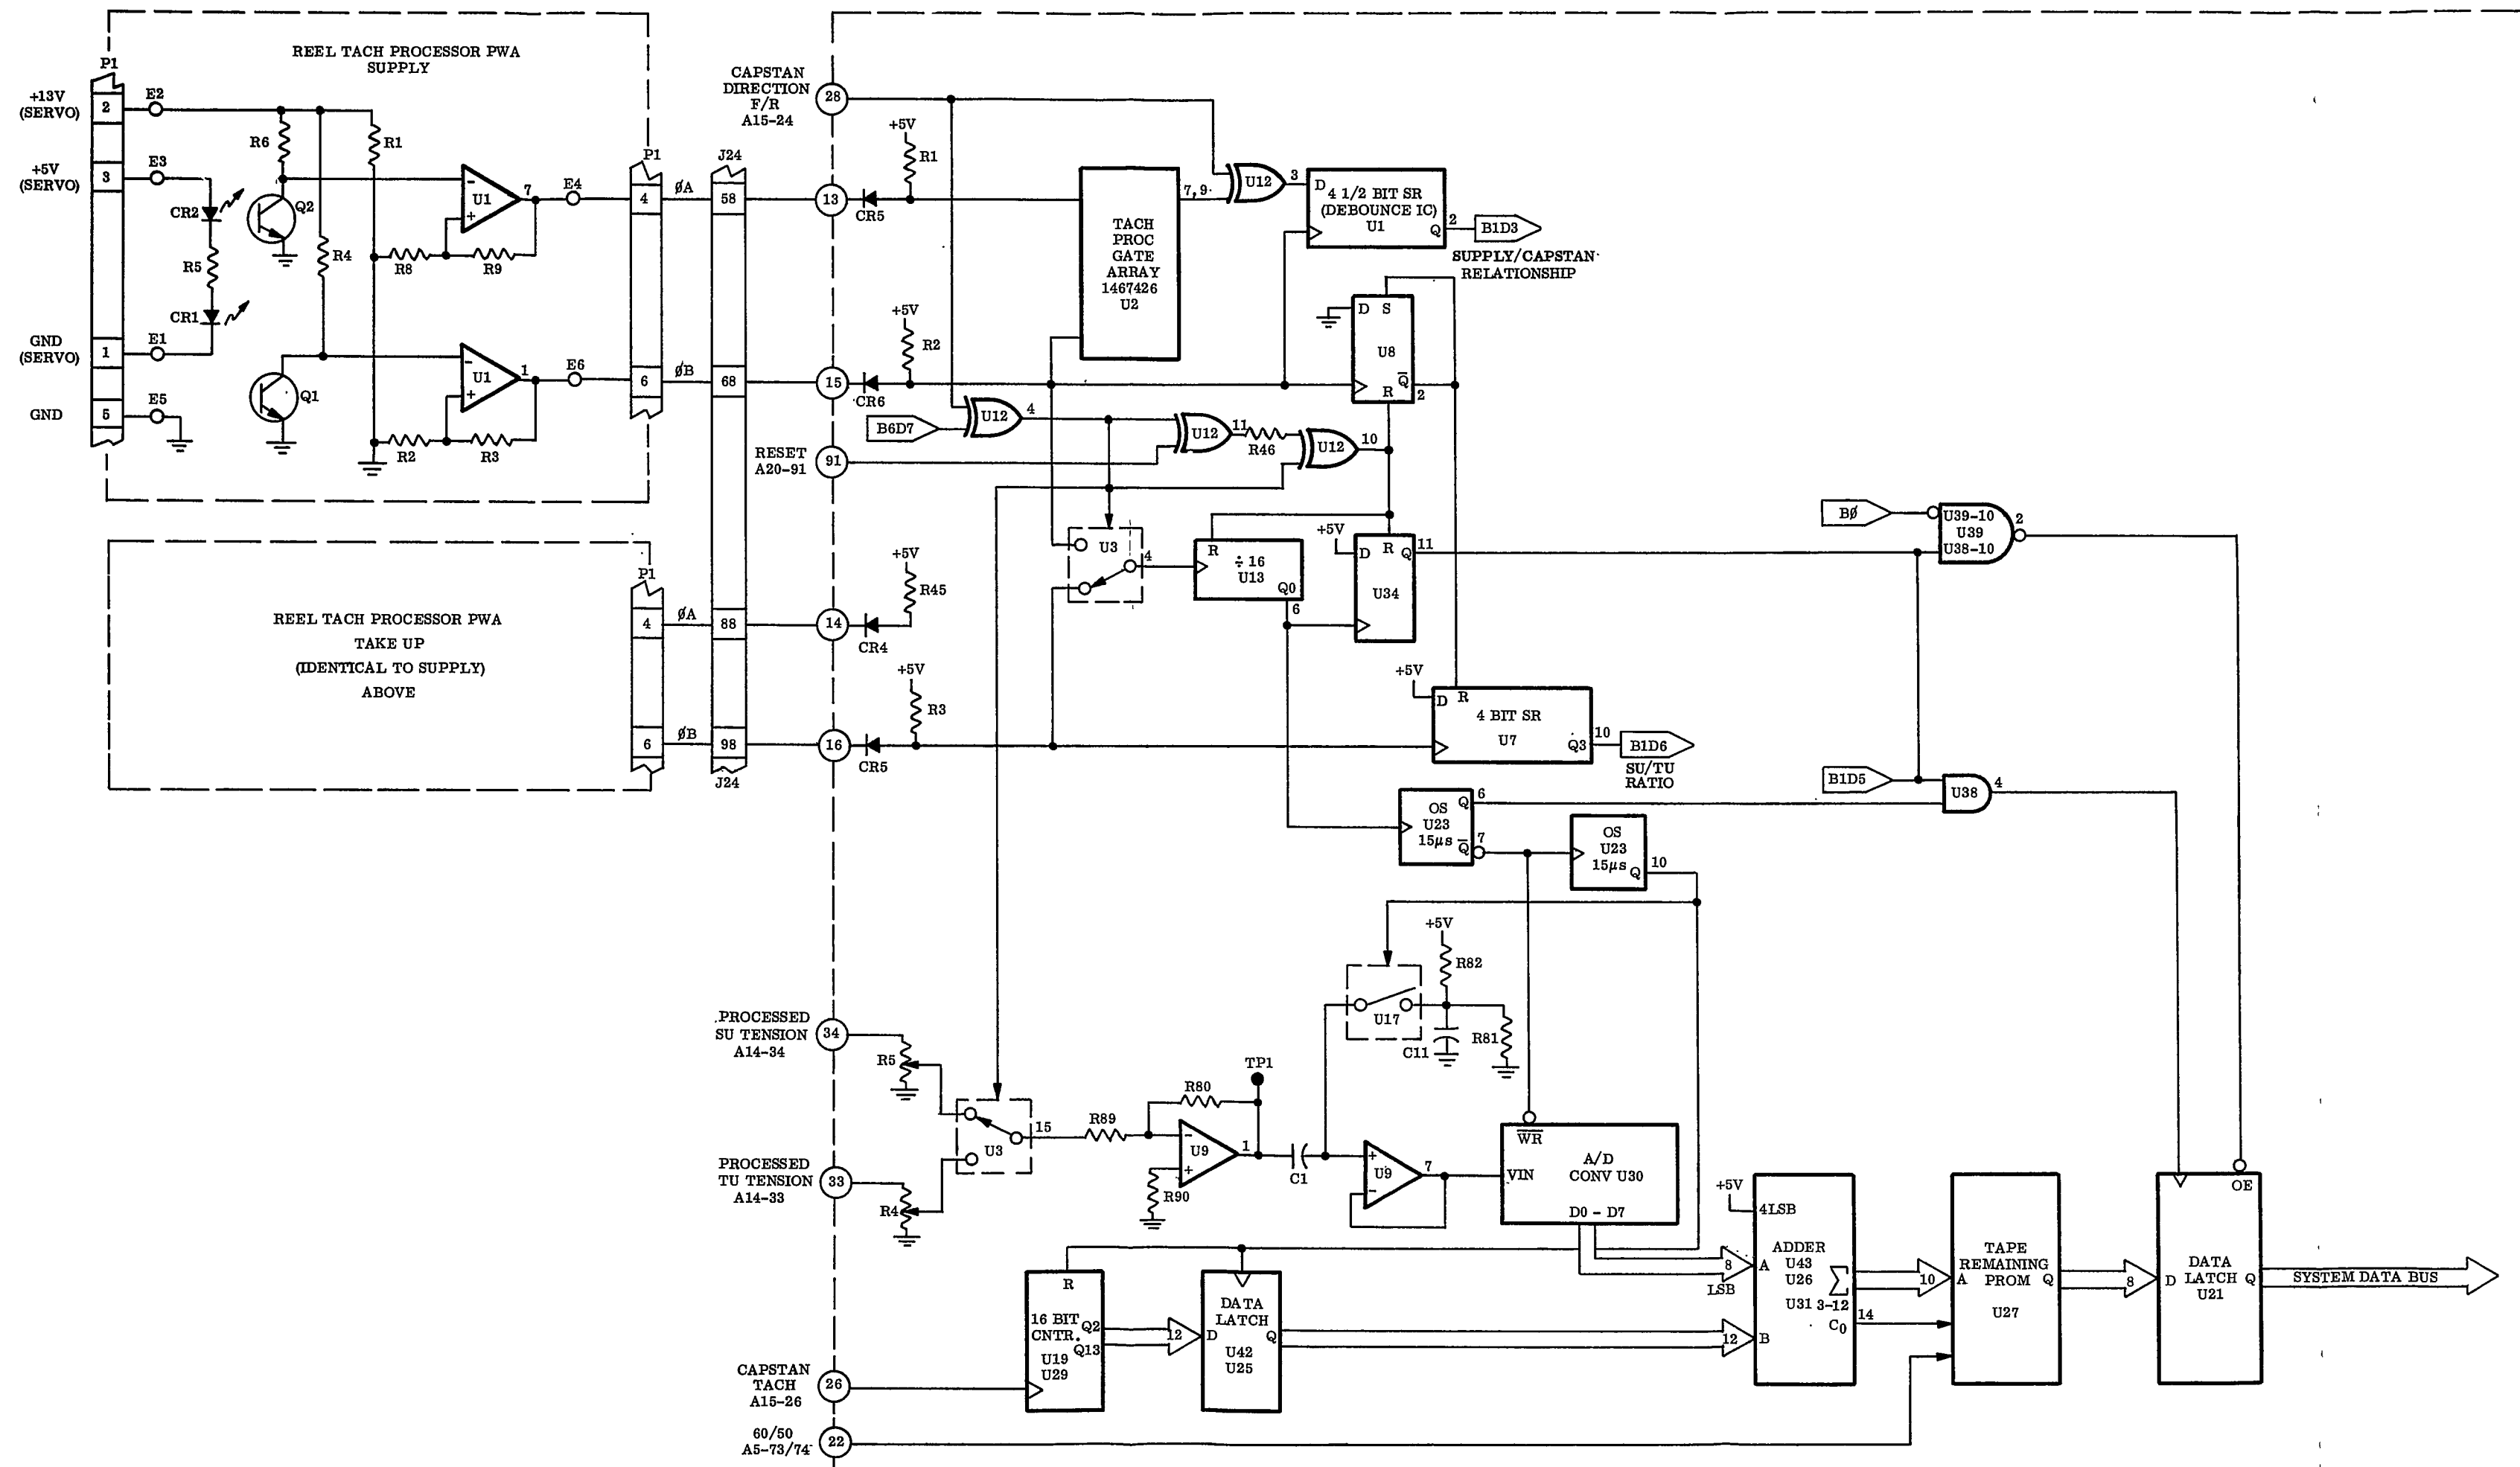 REEL TACH PROCESSOR PWA
SUPPLY
P1
+13V
(SERVO)
2
E2
+5V
(SERVO)
3
E3
GND
(SERVO)
1
E1
GND
5
E5
R6
R1
CR2
Q2
R5
R4
CR1
Q1
U1
7
E4
R8
R9
U1
1
E6
R2
R3
P1
4
ØA
6
ØB
J24
58
68
88
98
J24
REEL TACH PROCESSOR PWA
TAKE UP
(IDENTICAL TO SUPPLY)
ABOVE
P1
4
ØA
6
ØB
CAPSTAN
DIRECTION
F/R
A15-24
28
13
CR5
+5V
R1
15
CR6
+5V
R2
TACH
PROC
GATE
ARRAY
1467426
U2
7,9
U12
3
D
4 1/2 BIT SR
(DEBOUNCE IC)
U1
Q
2
B1D3
SUPPLY/CAPSTAN
RELATIONSHIP
D S
U8
Q̅
R
2
B6D7
U12
4
U12
11
R46
U12
10
RESET
A20-91
91
U3
4
R
÷ 16
U13
Q0
6
+5V
D
R
Q
11
U34
14
CR4
+5V
R45
16
CR5
+5V
R3
+5V
D
R
4 BIT SR
U7
Q3
10
B1D6
SU/TU
RATIO
BØ
U39-10
U39
U38-10
2
B1D5
U38
4
OS
U23
15µs
Q
6
Q̅
7
OS
U23
15µs
Q
10
+5V
R82
U17
C11
R81
PROCESSED
SU TENSION
A14-34
34
R5
PROCESSED
TU TENSION
A14-33
33
R4
U3
15
R89
R80
TP1
U9
1
R90
C1
U9
7
W̅R̅
VIN
A/D
CONV U30
D0 - D7
8
LSB
12
+5V
4LSB
A
B
ADDER
U43
U26
U31
Σ
3-12
C0
14
10
A
TAPE
REMAINING
PROM
U27
Q
8
D
DATA
LATCH
U21
Q
OE
SYSTEM DATA BUS
R
16 BIT
CNTR.
U19
U29
Q2
Q13
12
D
DATA
LATCH
U42
U25
Q
CAPSTAN
TACH
A15-26
26
60/50
A5-73/74
22